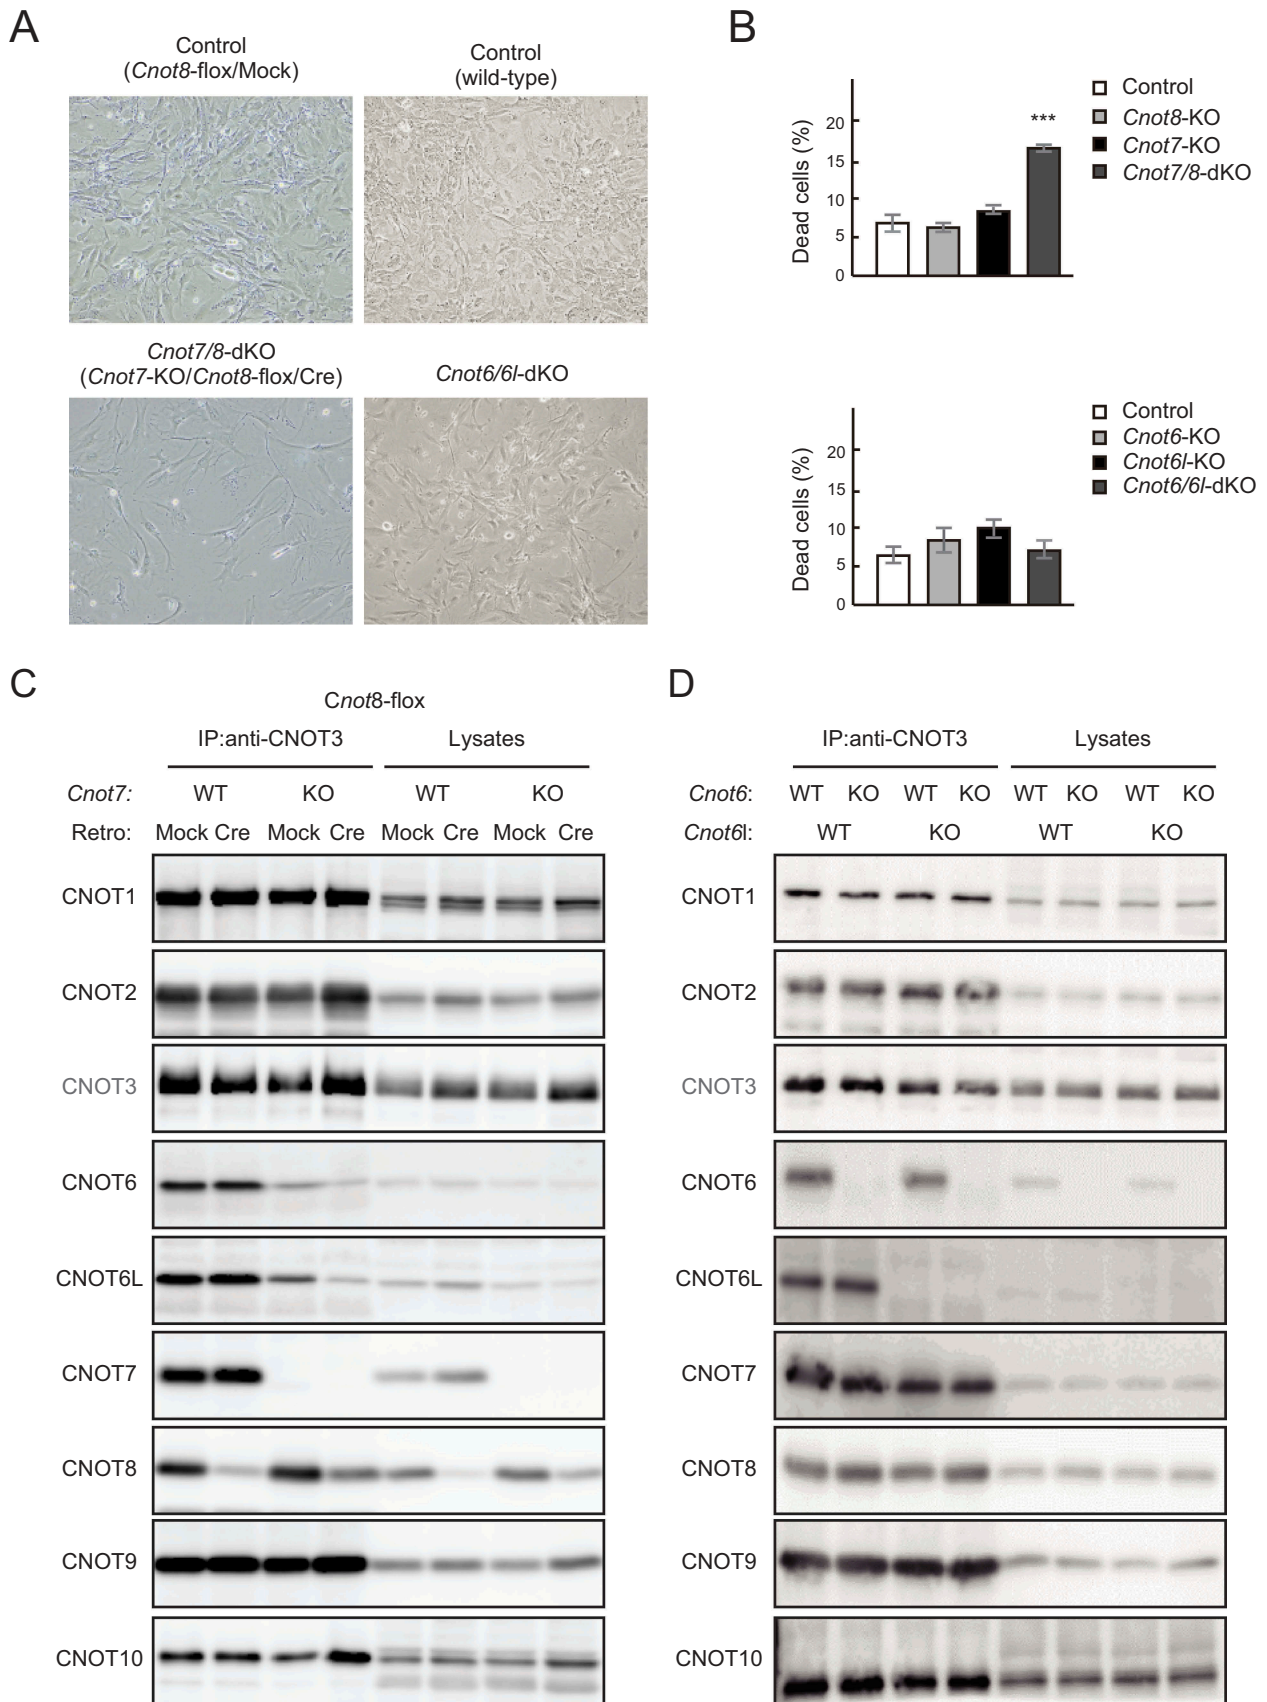 A
Control
(Cnot8-flox/Mock)
Control
(wild-type)
Cnot7/8-dKO
(Cnot7-KO/Cnot8-flox/Cre)
Cnot6/6l-dKO
B
Dead cells (%)
20
15
10
5
0
***
Control
Cnot8-KO
Cnot7-KO
Cnot7/8-dKO
Dead cells (%)
20
15
10
5
0
Control
Cnot6-KO
Cnot6l-KO
Cnot6/6l-dKO
C
Cnot8-flox
IP:anti-CNOT3 Lysates
Cnot7: WT KO WT KO
Retro: Mock Cre Mock Cre Mock Cre Mock Cre
CNOT1
CNOT2
CNOT3
CNOT6
CNOT6L
CNOT7
CNOT8
CNOT9
CNOT10
D
IP:anti-CNOT3 Lysates
Cnot6: WT KO WT KO WT KO WT KO
Cnot6l: WT KO WT KO
CNOT1
CNOT2
CNOT3
CNOT6
CNOT6L
CNOT7
CNOT8
CNOT9
CNOT10